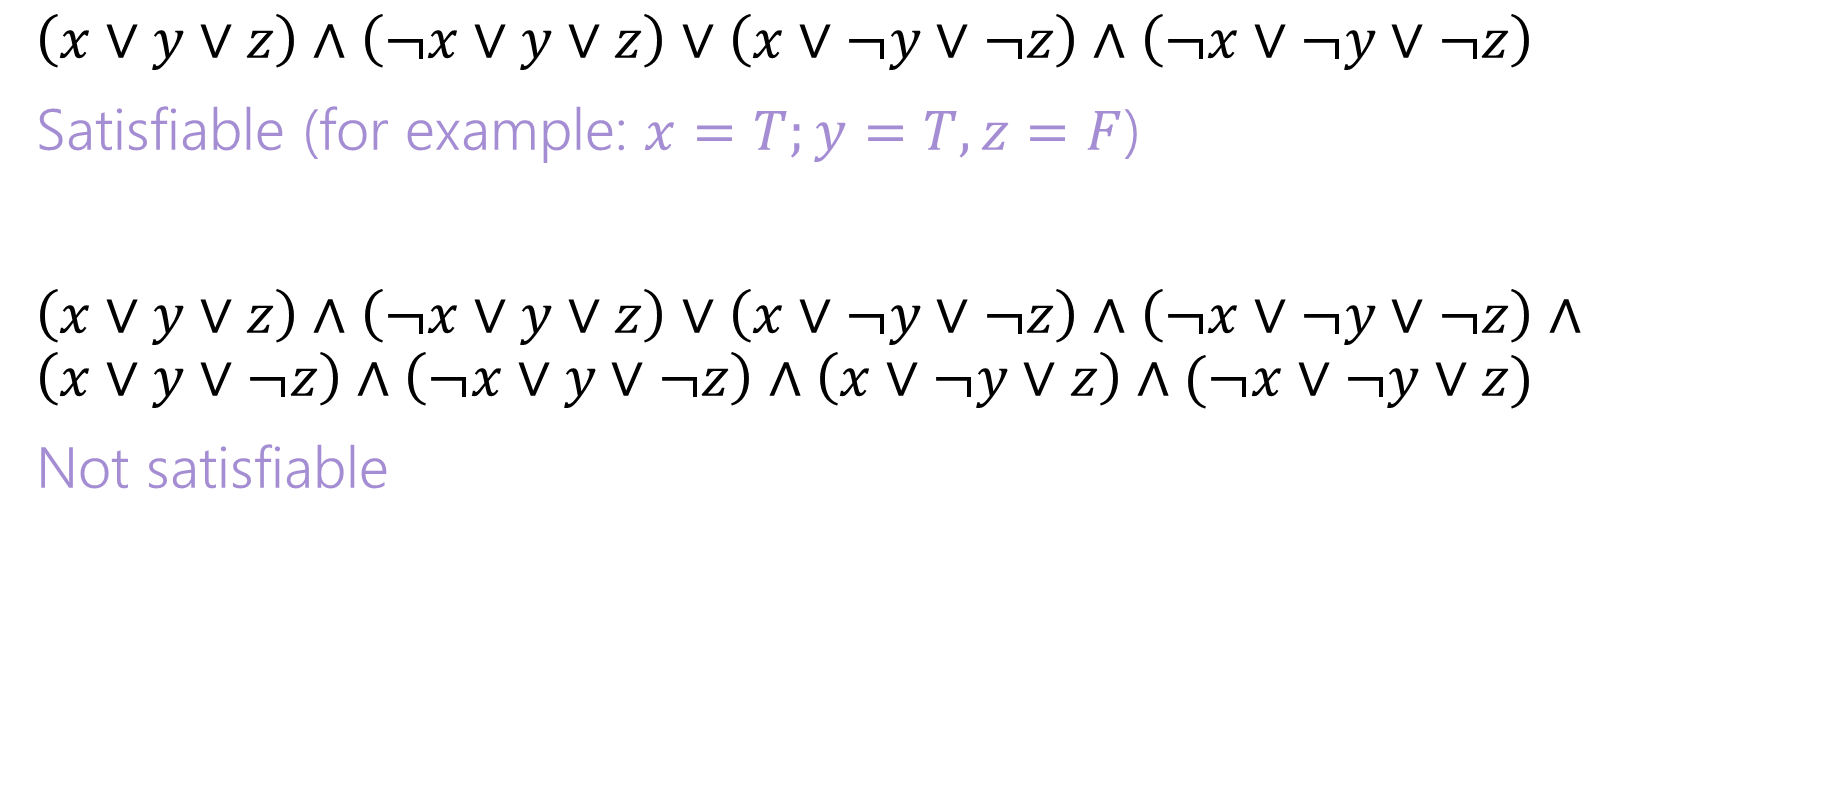 (x ∨ y ∨ z) ∧ (¬x ∨ y ∨ z) ∨ (x ∨ ¬y ∨ ¬z) ∧ (¬x ∨ ¬y ∨ ¬z)
Satisfiable (for example: x = T; y = T, z = F)
(x ∨ y ∨ z) ∧ (¬x ∨ y ∨ z) ∨ (x ∨ ¬y ∨ ¬z) ∧ (¬x ∨ ¬y ∨ ¬z) ∧
(x ∨ y ∨ ¬z) ∧ (¬x ∨ y ∨ ¬z) ∧ (x ∨ ¬y ∨ z) ∧ (¬x ∨ ¬y ∨ z)
Not satisfiable